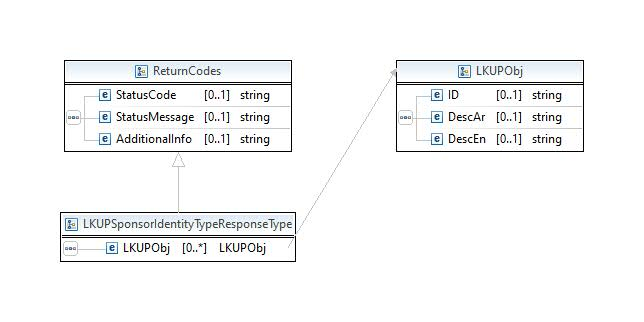 ReturnCodes
StatusCode [0..1] string
StatusMessage [0..1] string
AdditionalInfo [0..1] string
LKUPObj
ID [0..1] string
DescAr [0..1] string
DescEn [0..1] string
LKUPSponsorIdentityTypeResponseType
LKUPObj [0..*] LKUPObj